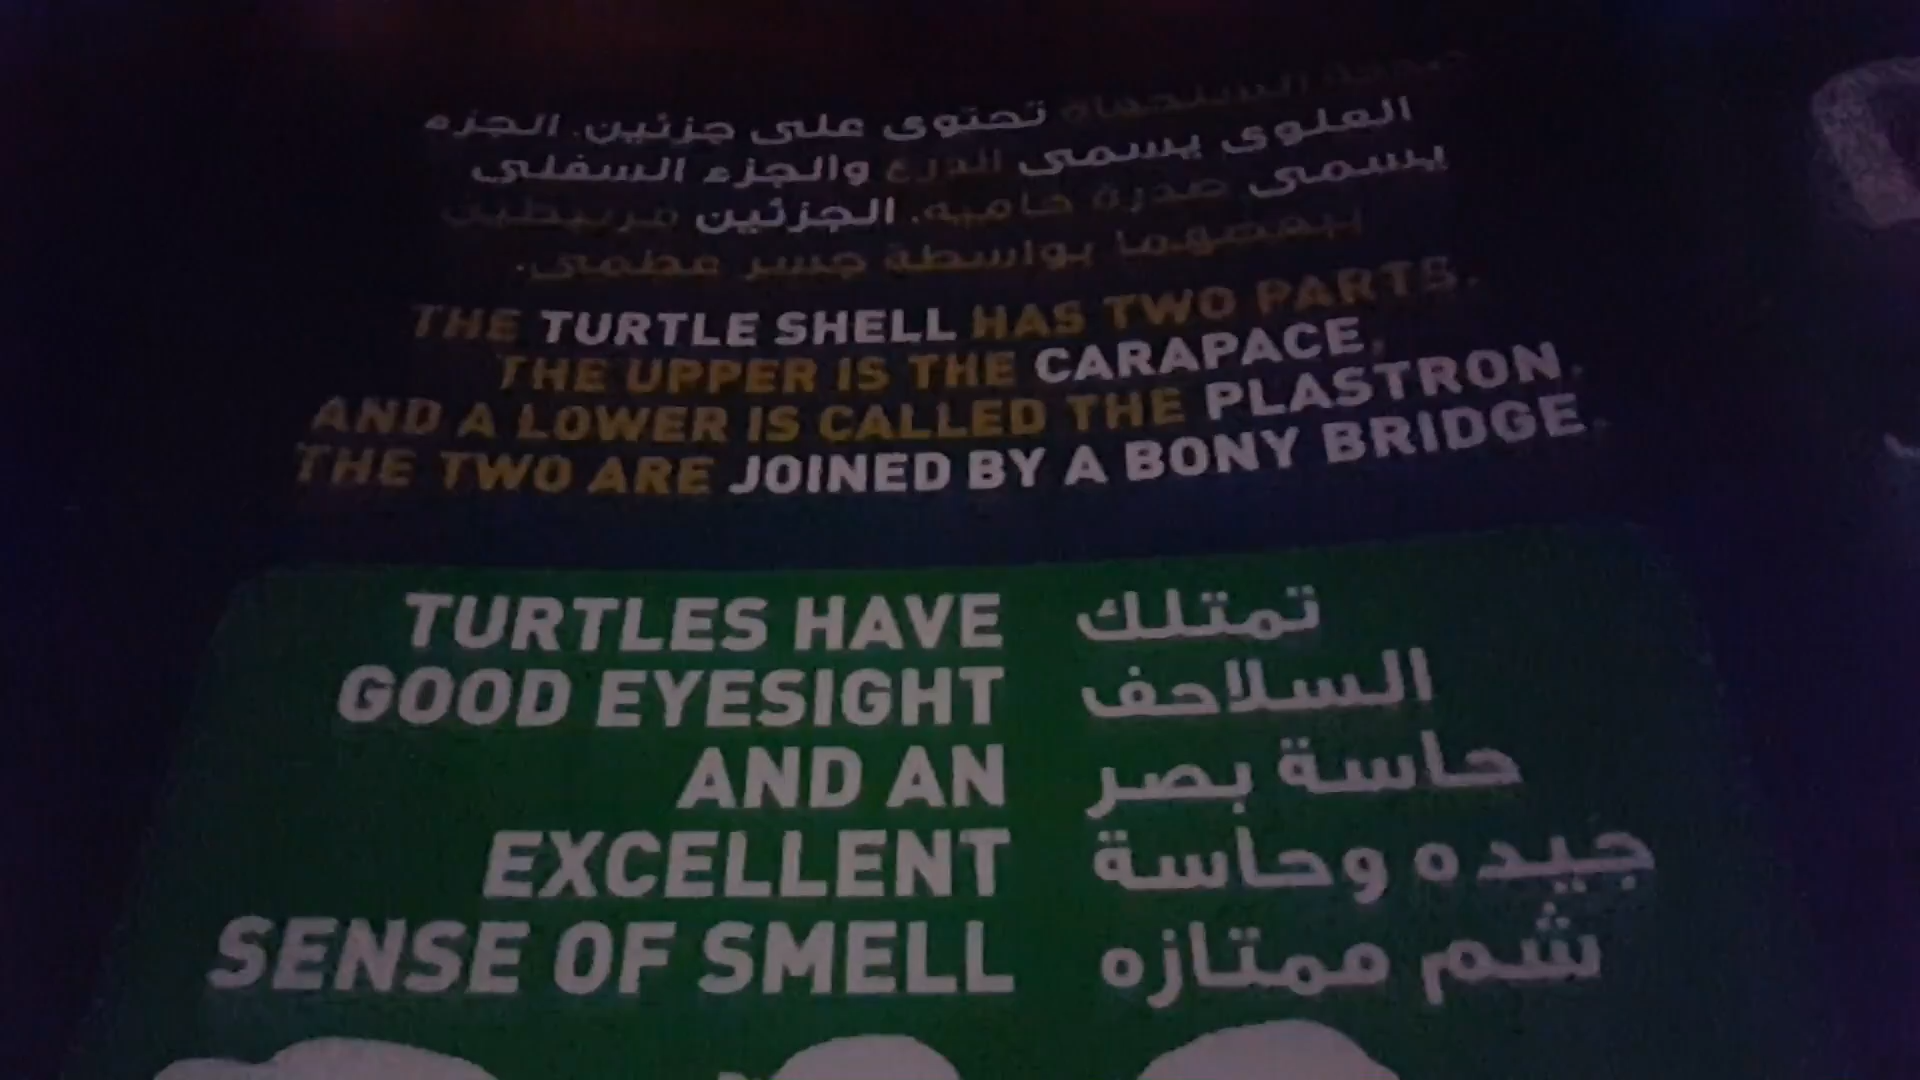 صدفة السلحفاة تحتوى على جزئين. الجزء
العلوى يسمى الدرع والجزء السفلى
يسمى صدرة حاميه. الجزئين مربيطين
ببعضهما بواسطة جسر عظمى.
THE TURTLE SHELL HAS TWO PARTS.
THE UPPER IS THE CARAPACE,
AND A LOWER IS CALLED THE PLASTRON.
THE TWO ARE JOINED BY A BONY BRIDGE.
TURTLES HAVE
GOOD EYESIGHT
AND AN
EXCELLENT
SENSE OF SMELL
تمتلك
السلاحف
حاسة بصر
جيده وحاسة
شم ممتازه